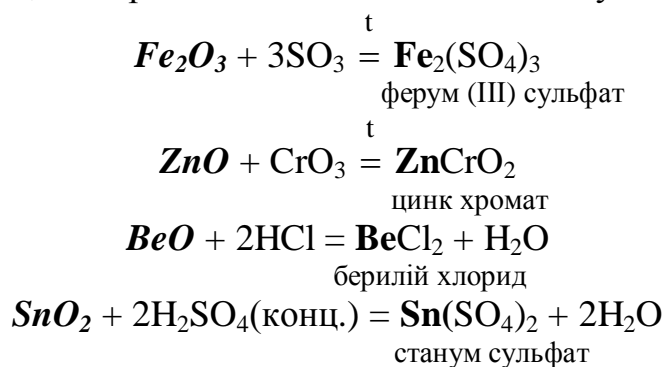 t
Fe₂O₃ + 3SO₃ = Fe₂(SO₄)₃
ферум (III) сульфат
t
ZnO + CrO₃ = ZnCrO₂
цинк хромат
BeO + 2HCl = BeCl₂ + H₂O
берилій хлорид
SnO₂ + 2H₂SO₄(конц.) = Sn(SO₄)₂ + 2H₂O
станум сульфат